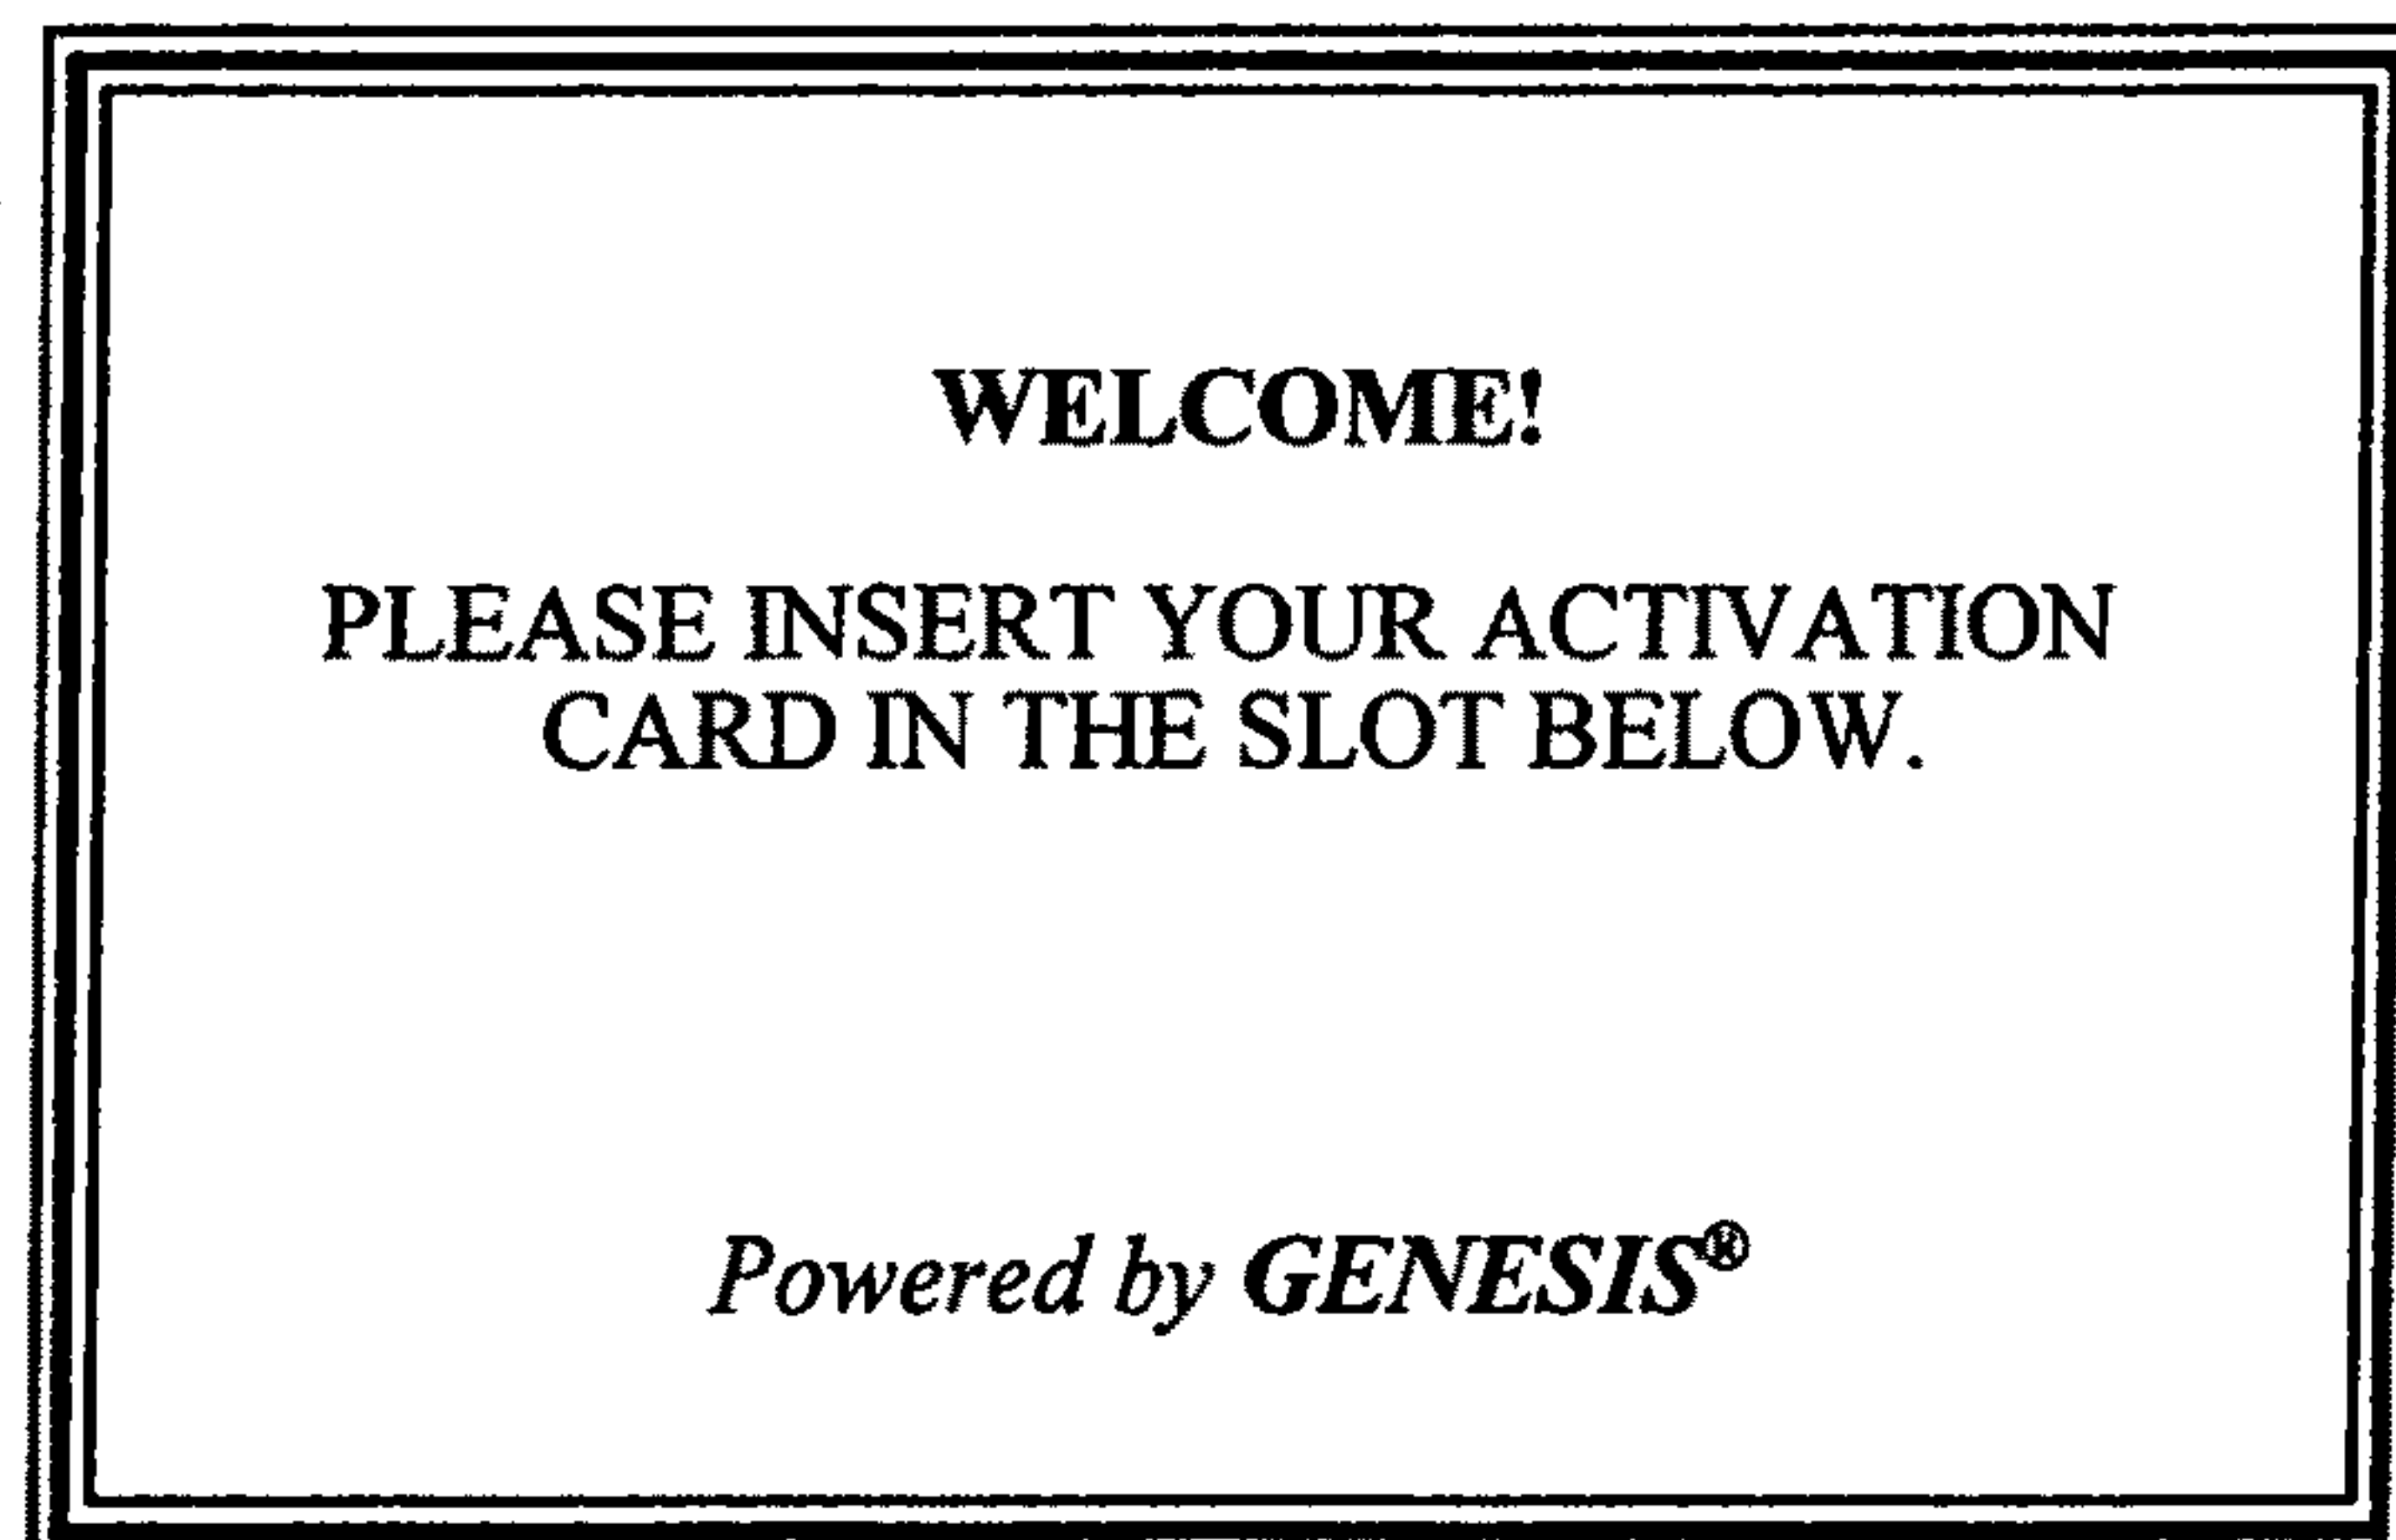 WELCOME!
PLEASE INSERT YOUR ACTIVATION
CARD IN THE SLOT BELOW.
Powered by GENESIS®